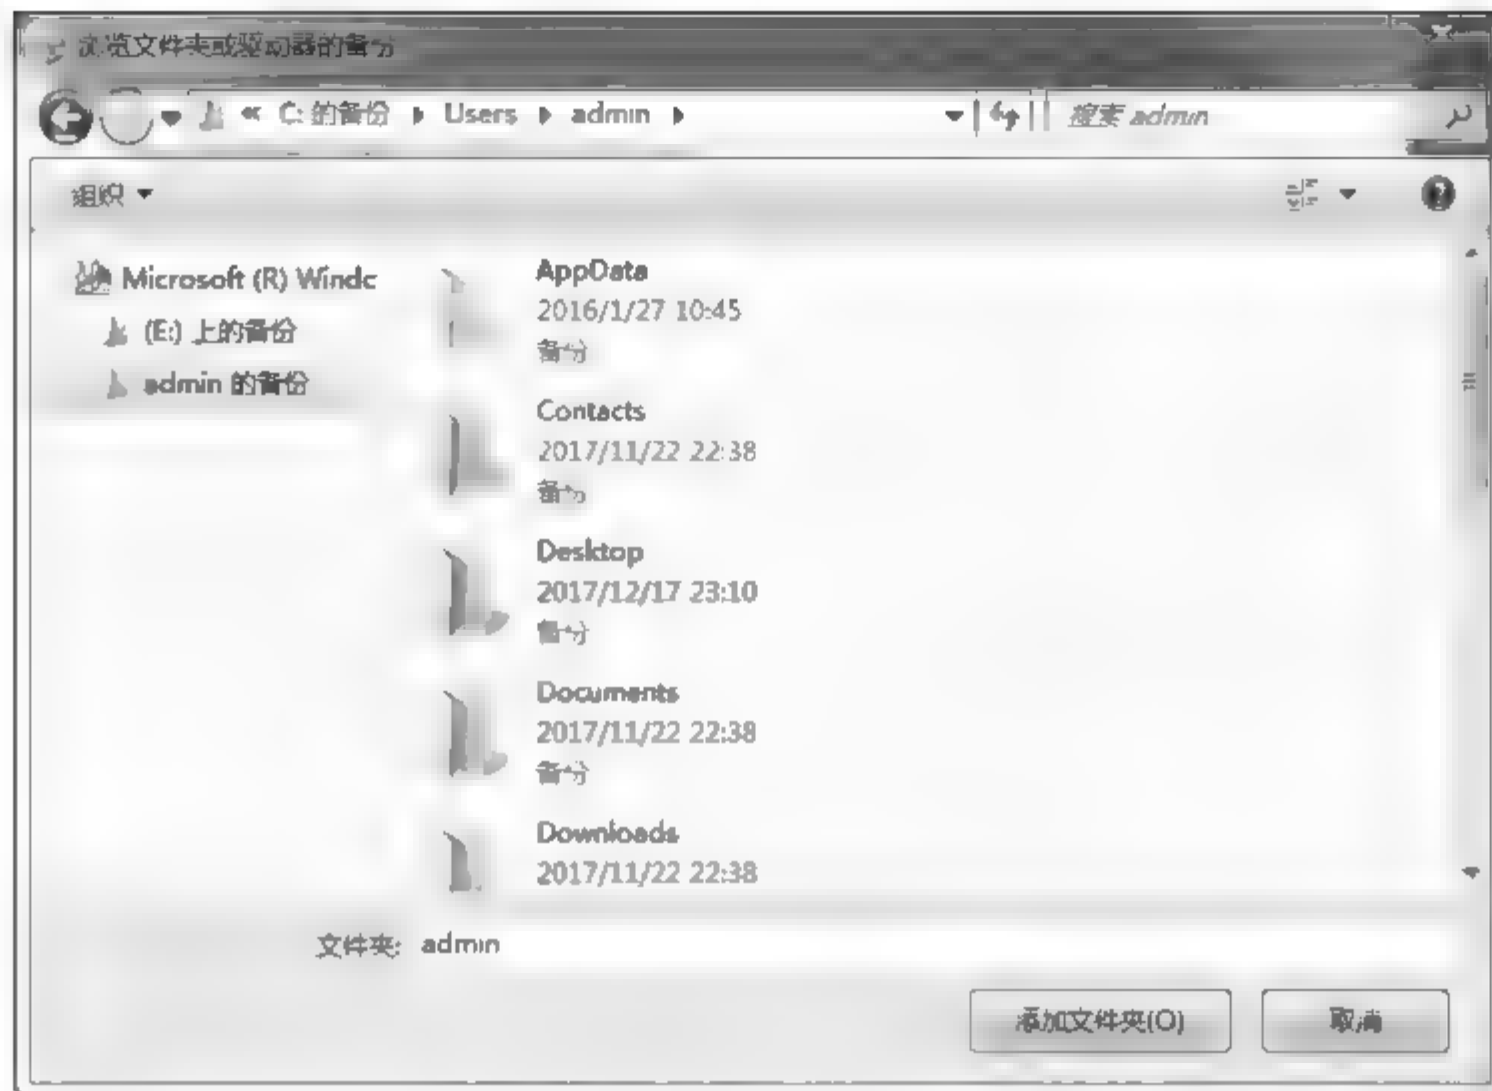 浏览文件夹或驱动器的备份
« C: 的备份 ▸ Users ▸ admin ▸
搜索 admin
组织
Microsoft (R) Windc
(E:) 上的备份
admin 的备份
AppData
2016/1/27 10:45
备份
Contacts
2017/11/22 22:38
备份
Desktop
2017/12/17 23:10
备份
Documents
2017/11/22 22:38
备份
Downloads
2017/11/22 22:38
文件夹: admin
添加文件夹(O)
取消